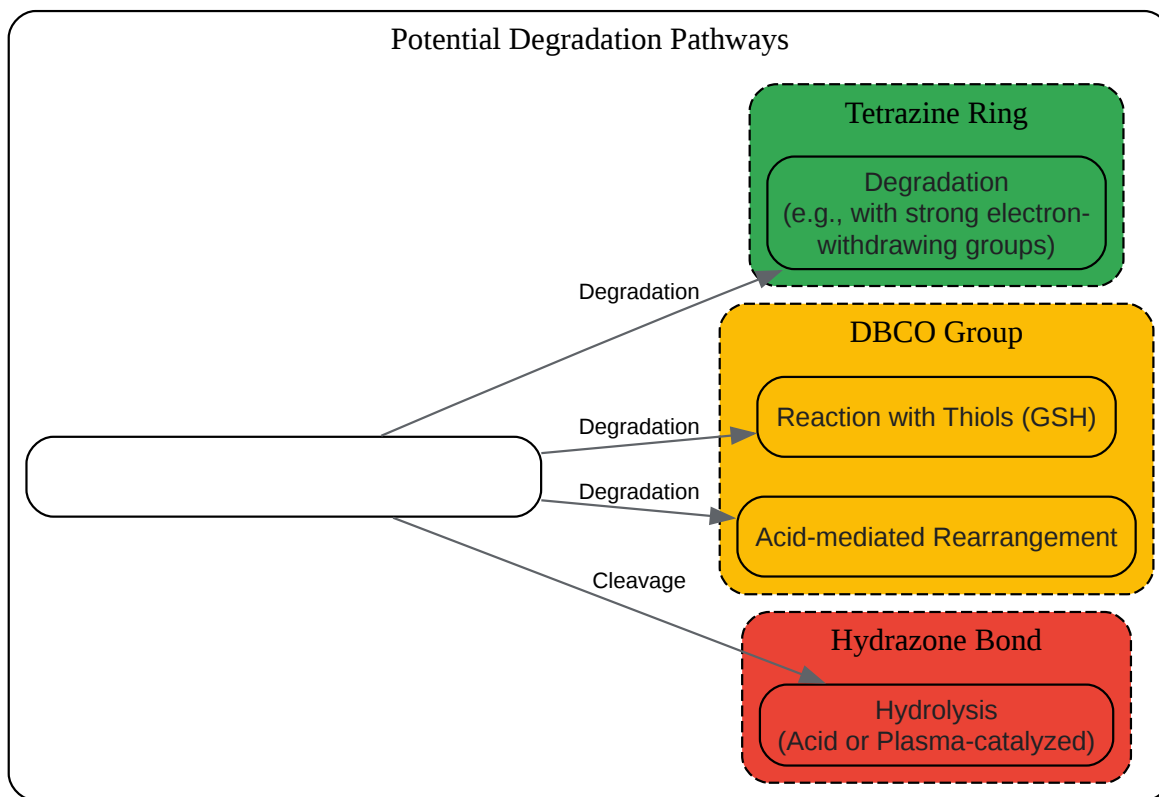 Potential Degradation Pathways
Tetrazine Ring
Degradation
(e.g., with strong electron-
withdrawing groups)
Degradation
DBCO Group
Degradation
Reaction with Thiols (GSH)
Degradation
Acid-mediated Rearrangement
Cleavage
Hydrazone Bond
Hydrolysis
(Acid or Plasma-catalyzed)